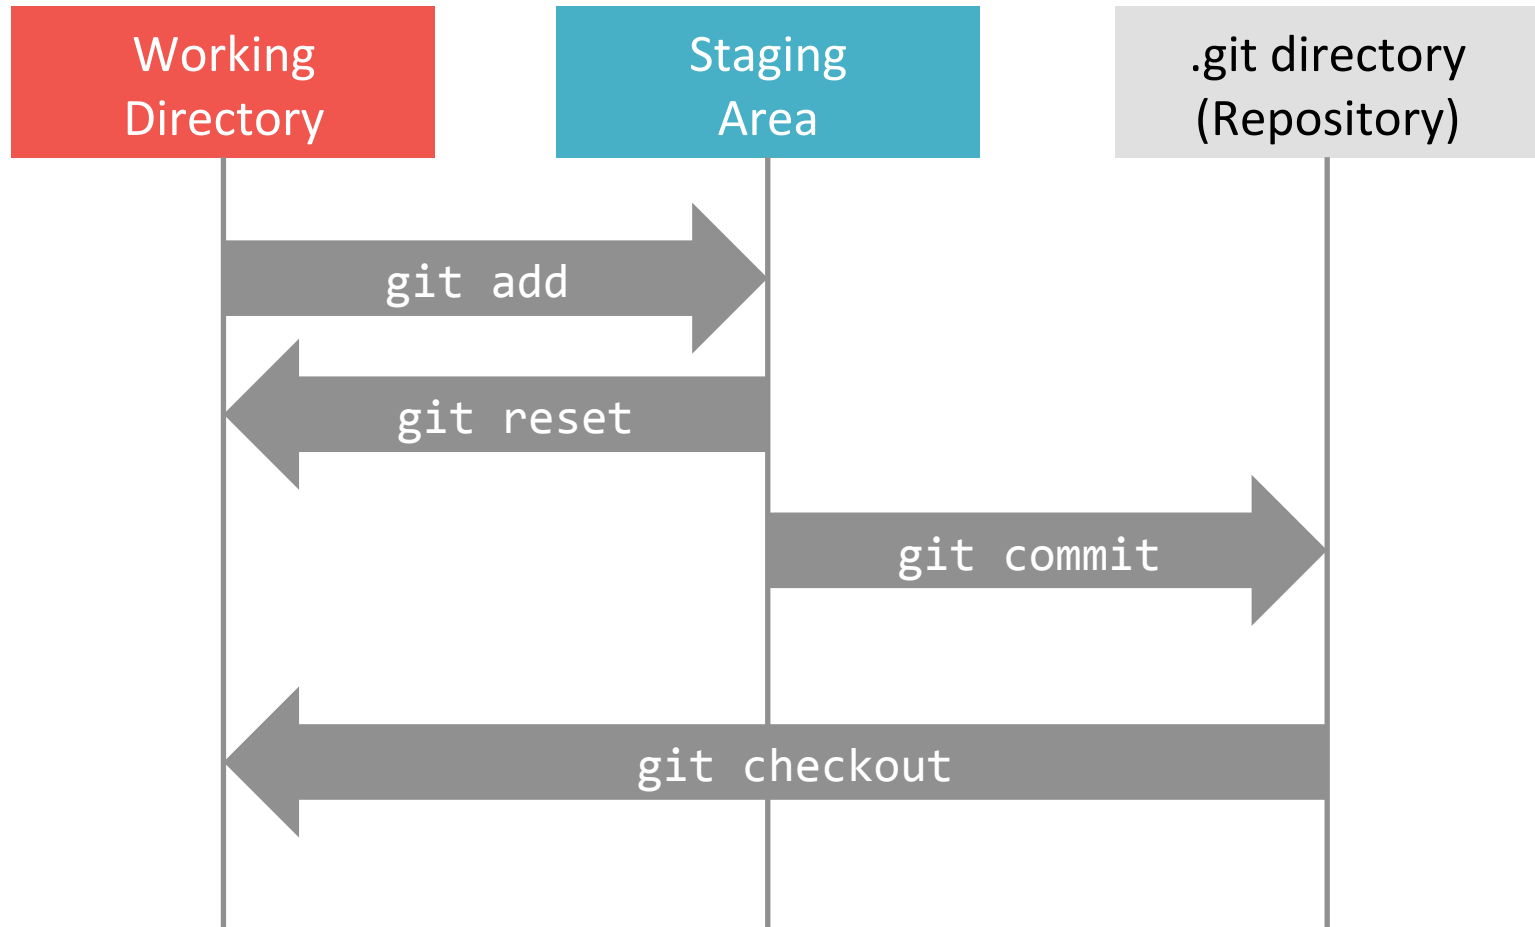 Working
Directory
Staging
Area
.git directory
(Repository)
git add
git reset
git commit
git checkout